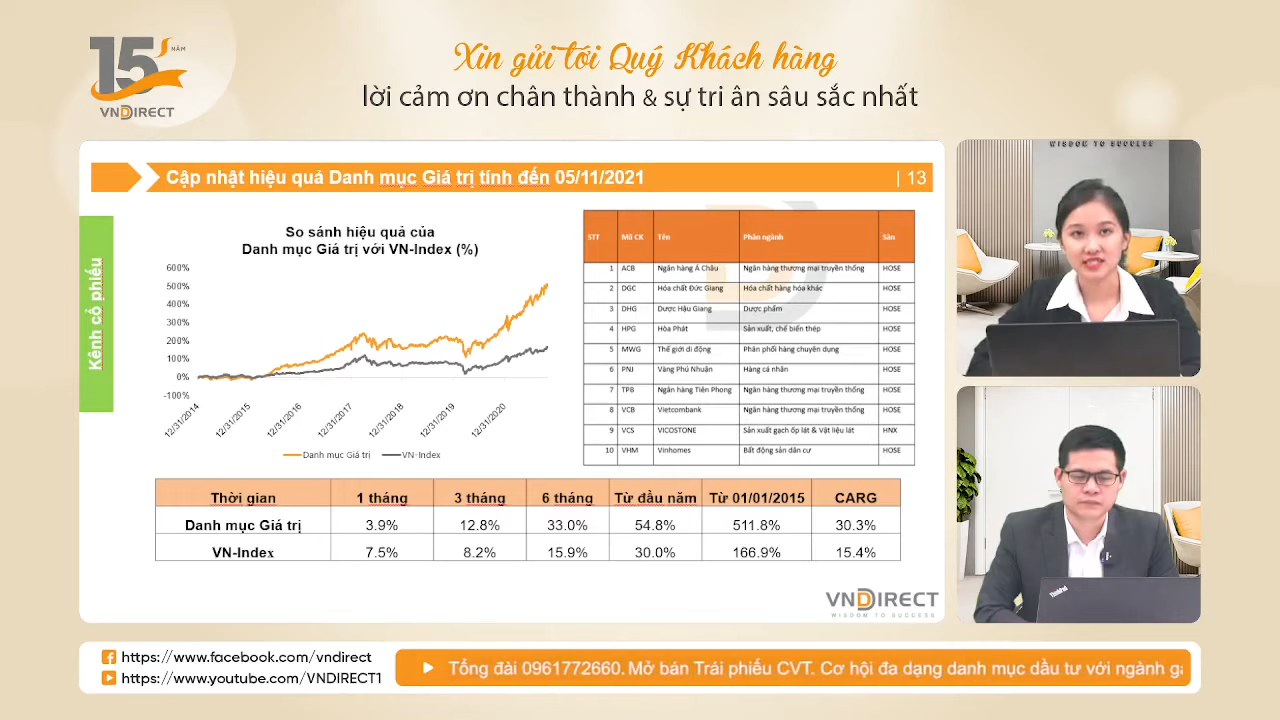 15 NĂM
VNDIRECT
Xin gửi tới Quý Khách hàng
lời cảm ơn chân thành & sự tri ân sâu sắc nhất
Cập nhật hiệu quả Danh mục Giá trị tính đến 05/11/2021 | 13
Kênh cổ phiếu
So sánh hiệu quả của
Danh mục Giá trị với VN-Index (%)
600%
500%
400%
300%
200%
100%
0%
-100%
12/31/2014 12/31/2015 12/31/2016 12/31/2017 12/31/2018 12/31/2019 12/31/2020
Danh mục Giá trị VN-Index
STT Mã CK Tên Phân ngành Sàn
1 ACB Ngân hàng Á Châu Ngân hàng thương mại truyền thống HOSE
2 DGC Hóa chất Đức Giang Hóa chất hàng hóa khác HOSE
3 DHG Dược Hậu Giang Dược phẩm HOSE
4 HPG Hòa Phát Sản xuất, chế biến thép HOSE
5 MWG Thế giới di động Phân phối hàng chuyên dụng HOSE
6 PNJ Vàng Phú Nhuận Hàng cá nhân HOSE
7 TPB Ngân hàng Tiên Phong Ngân hàng thương mại truyền thống HOSE
8 VCB Vietcombank Ngân hàng thương mại truyền thống HOSE
9 VCS VICOSTONE Sản xuất gạch ốp lát & Vật liệu lát HNX
10 VHM Vinhomes Bất động sản dân cư HOSE
Thời gian 1 tháng 3 tháng 6 tháng Từ đầu năm Từ 01/01/2015 CARG
Danh mục Giá trị 3.9% 12.8% 33.0% 54.8% 511.8% 30.3%
VN-Index 7.5% 8.2% 15.9% 30.0% 166.9% 15.4%
VNDIRECT
WISDOM TO SUCCESS
WISDOM TO SUCCESS
ThinkPad
https://www.facebook.com/vndirect
https://www.youtube.com/VNDIRECT1
Tổng đài 0961772660. Mở bán Trái phiếu CVT. Cơ hội đa dạng danh mục dầu tư với ngành gạ